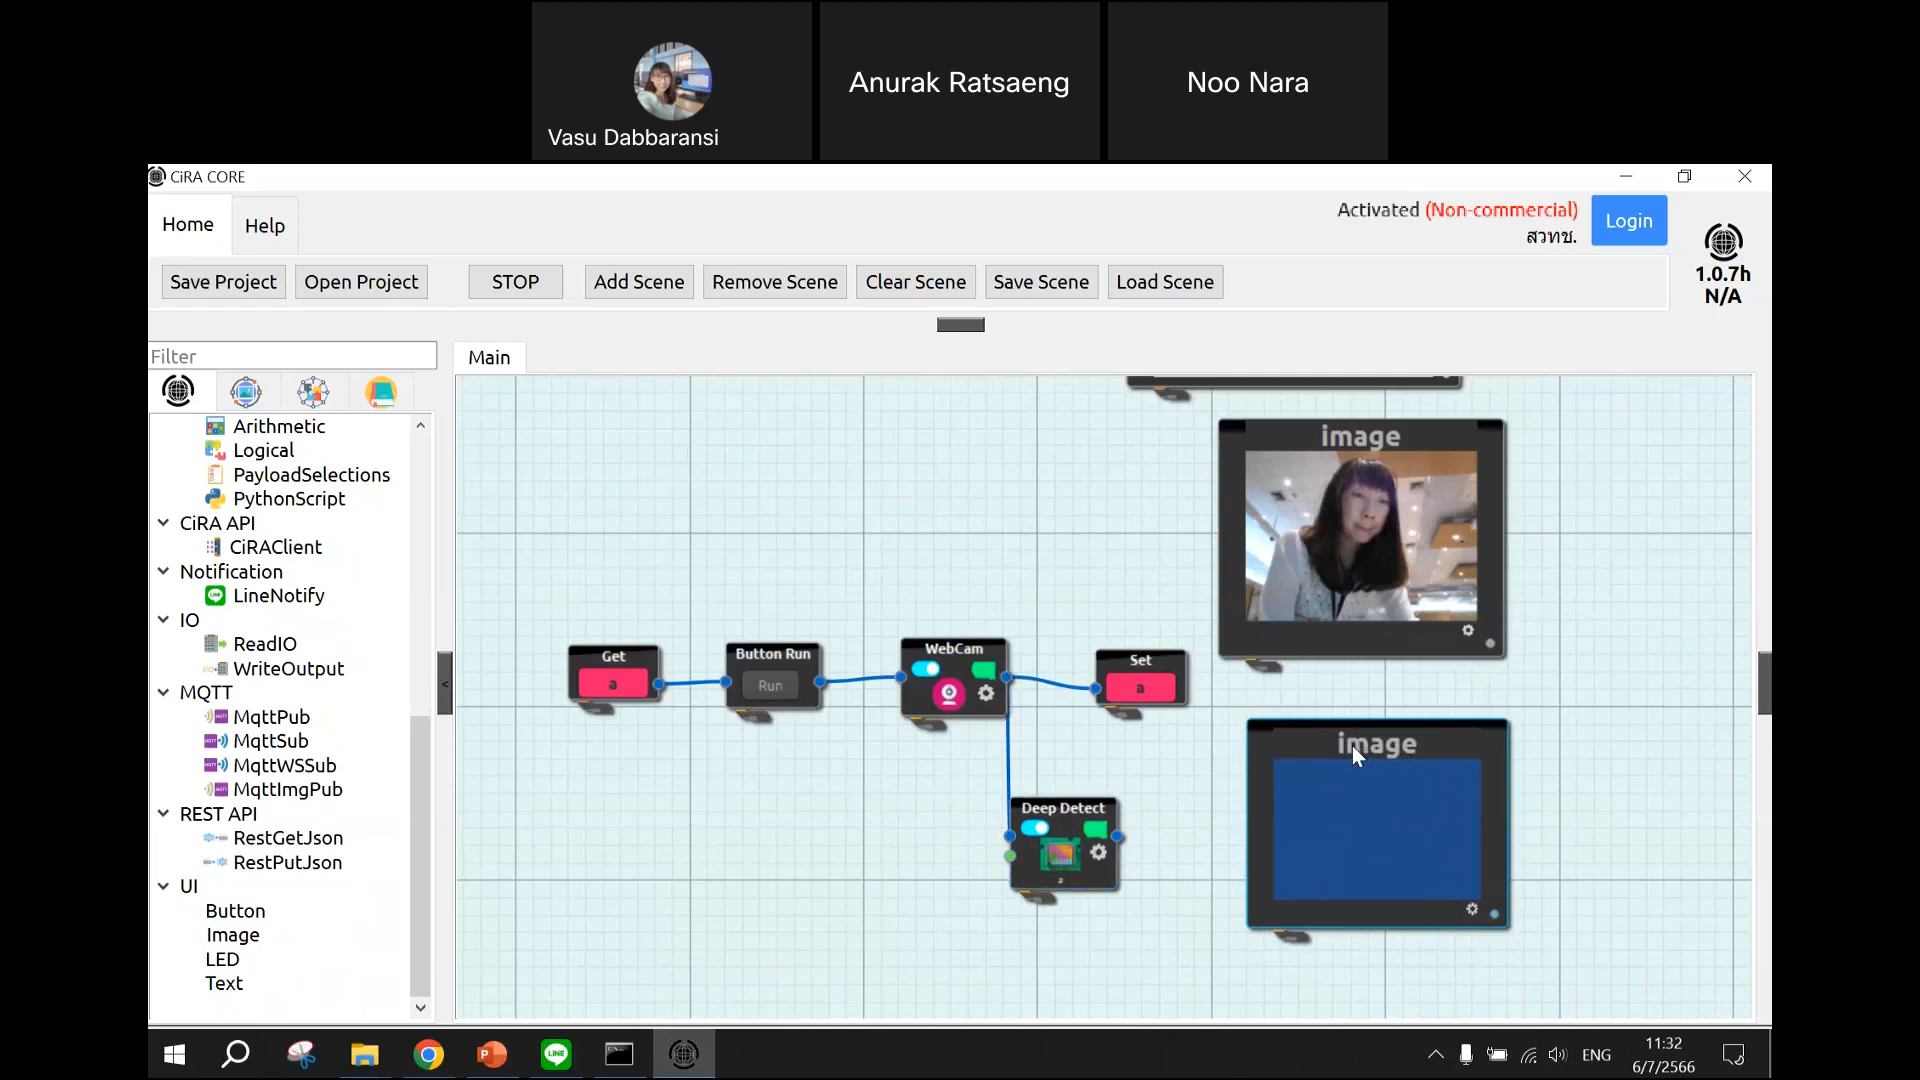 Vasu Dabbaransi
Anurak Ratsaeng
Noo Nara
CiRA CORE
Home
Help
Activated (Non-commercial)
สวทช.
Login
1.0.7h
N/A
Save Project
Open Project
STOP
Add Scene
Remove Scene
Clear Scene
Save Scene
Load Scene
Filter
Main
Arithmetic
Logical
PayloadSelections
PythonScript
CiRA API
CiRAClient
Notification
LineNotify
IO
ReadIO
WriteOutput
MQTT
MqttPub
MqttSub
MqttWSSub
MqttImgPub
REST API
RestGetJson
RestPutJson
UI
Button
Image
LED
Text
image
Get
a
Button Run
Run
WebCam
Set
a
image
Deep Detect
a
ENG
11:32
6/7/2566